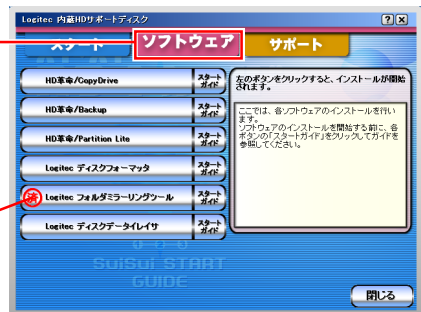 Logitec 内蔵HDサポートディスク
スタート
ソフトウェア
サポート
HD革命/CopyDrive
スタートガイド
HD革命/Backup
スタートガイド
HD革命/Partition Lite
スタートガイド
Logitec ディスクフォーマッタ
スタートガイド
済
Logitec フォルダミラーリングツール
スタートガイド
Logitec ディスクデータイレイサ
スタートガイド
左のボタンをクリックすると、インストールが開始
されます。
ここでは、各ソフトウェアのインストールを行い
ます。
ソフトウェアのインストールを開始する前に、各
ボタンの「スタートガイド」をクリックしてガイドを
参照してください。
SuiSui START
GUIDE
閉じる